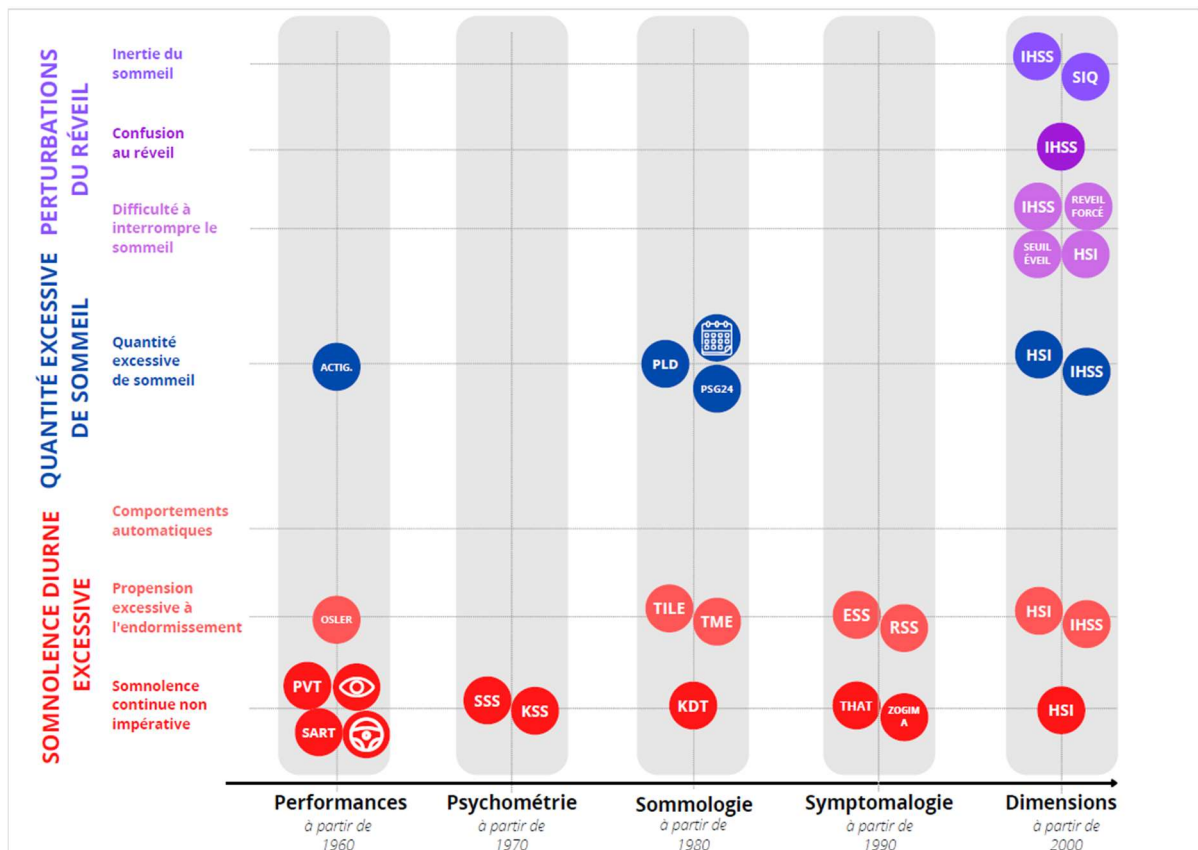 PERTURBATIONS
DU RÉVEIL
Inertie du
sommeil
IHSS
SIQ
Confusion
au réveil
IHSS
Difficulté à
interrompre le
sommeil
IHSS
REVEIL
FORCÉ
SEUIL
ÉVEIL
HSI
QUANTITÉ EXCESSIVE
DE SOMMEIL
Quantité
excessive
de sommeil
ACTIG.
PLD
PSG24
HSI
IHSS
SOMNOLENCE DIURNE
EXCESSIVE
Comportements
automatiques
Propension
excessive à
l'endormissement
OSLER
TILE
TME
ESS
RSS
HSI
IHSS
Somnolence
continue non
impérative
PVT
SART
SSS
KSS
KDT
THAT
ZOGIM
A
HSI
Performances
à partir de
1960
Psychométrie
à partir de
1970
Sommologie
à partir de
1980
Symptomalogie
à partir de
1990
Dimensions
à partir de
2000